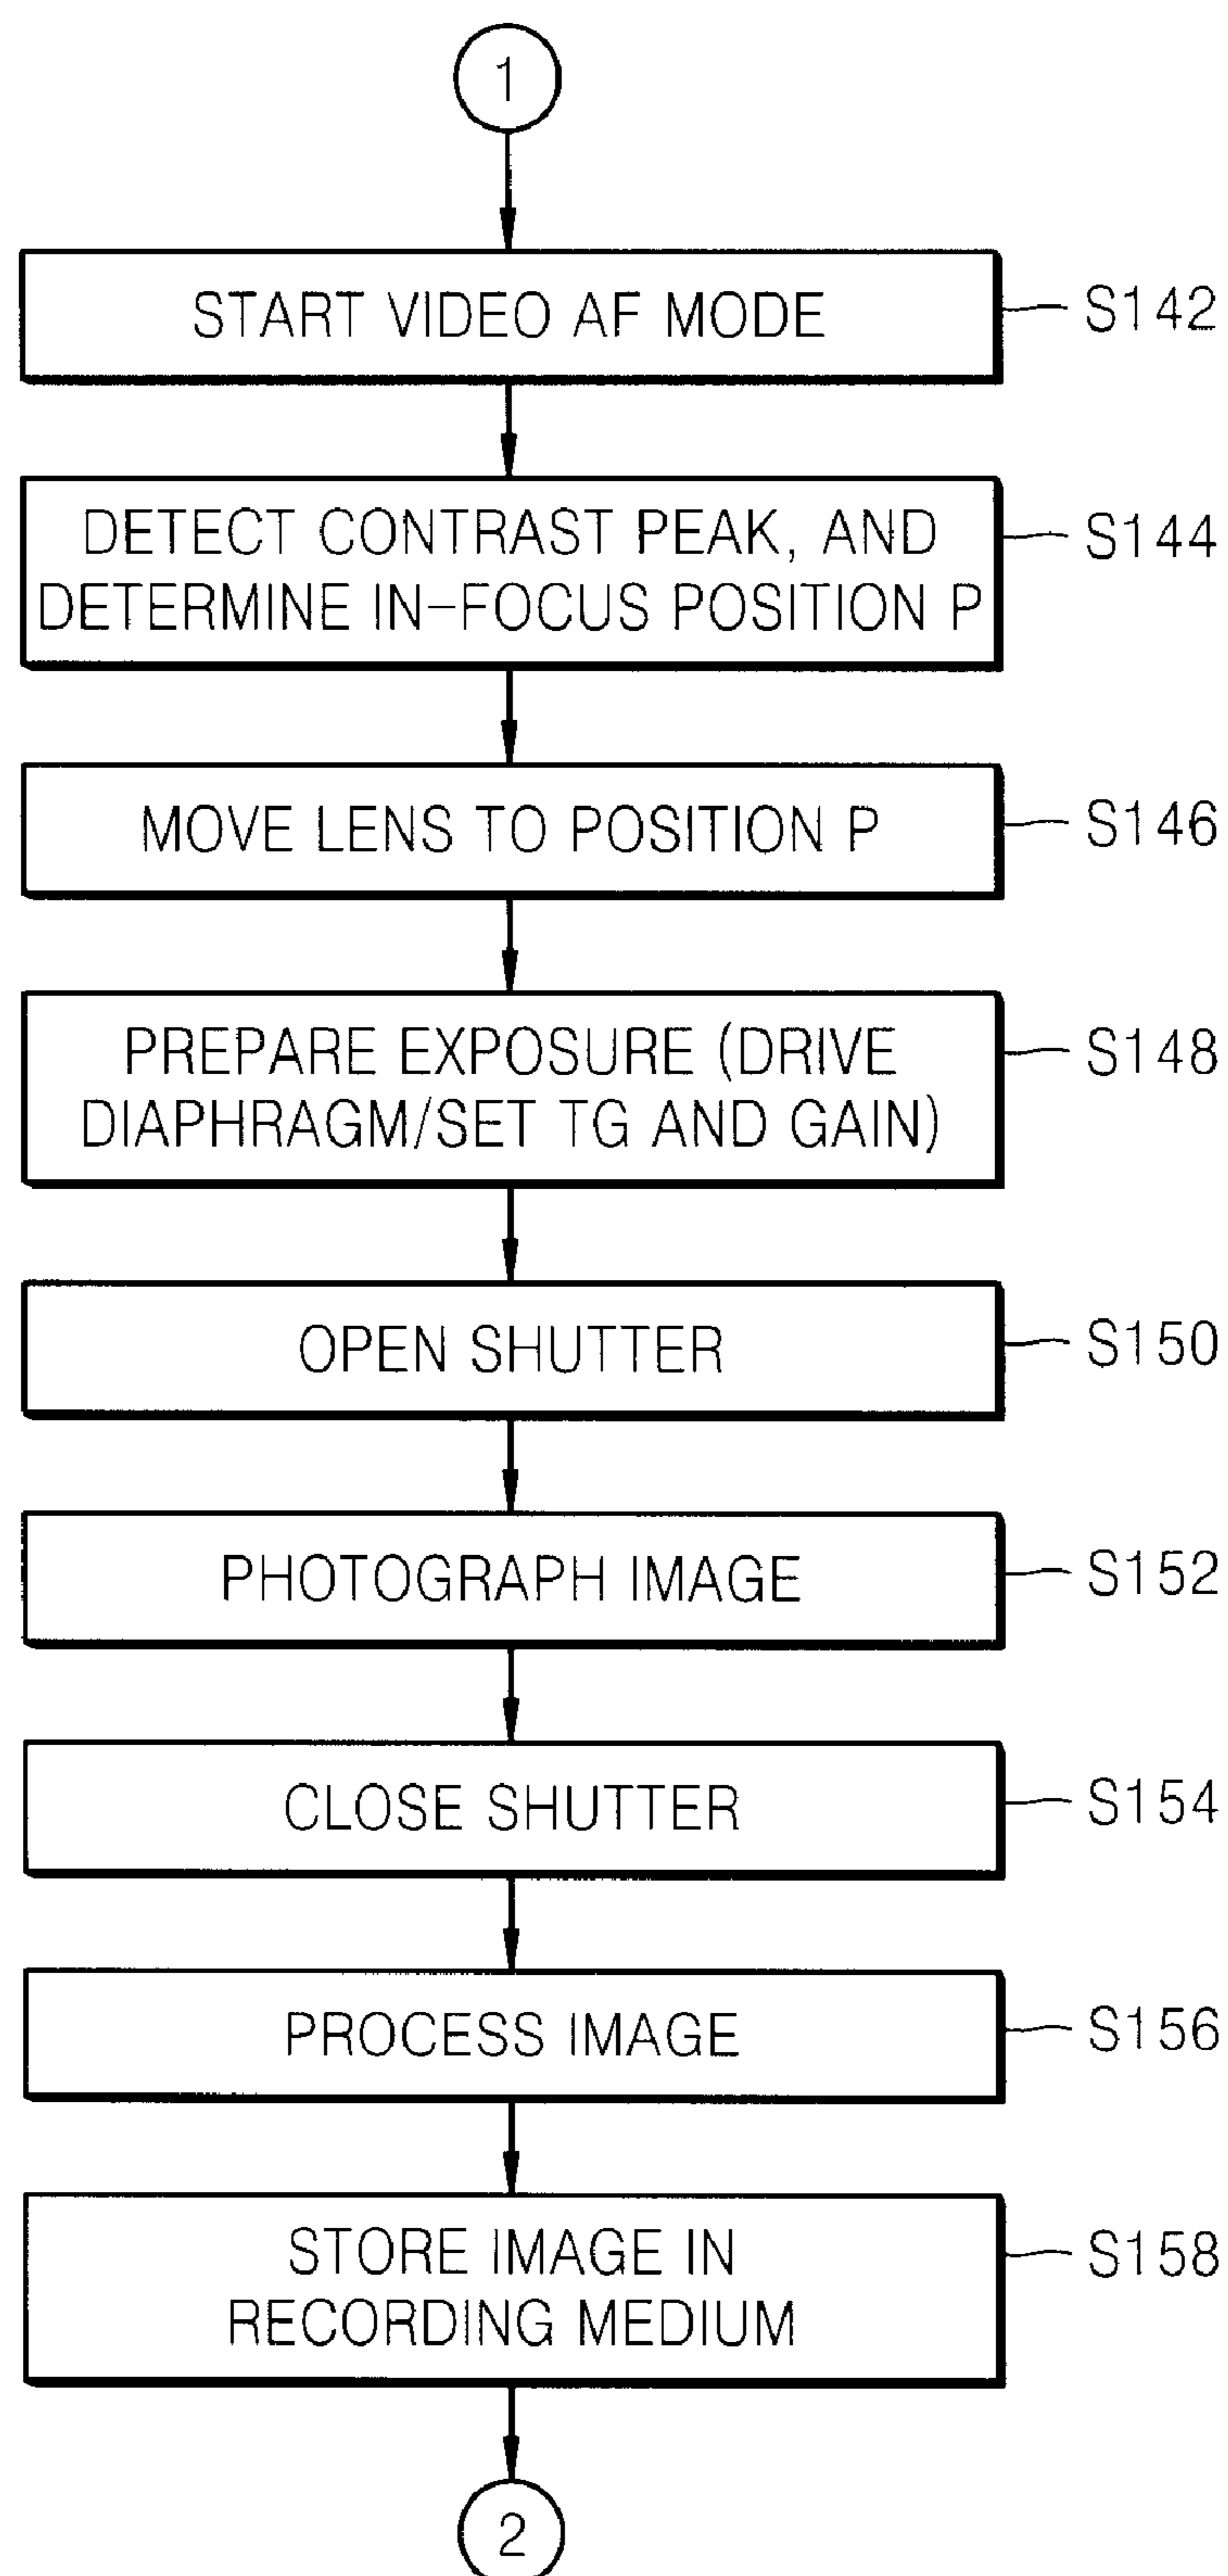 1
START VIDEO AF MODE
S142
DETECT CONTRAST PEAK, AND
DETERMINE IN-FOCUS POSITION P
S144
MOVE LENS TO POSITION P
S146
PREPARE EXPOSURE (DRIVE
DIAPHRAGM/SET TG AND GAIN)
S148
OPEN SHUTTER
S150
PHOTOGRAPH IMAGE
S152
CLOSE SHUTTER
S154
PROCESS IMAGE
S156
STORE IMAGE IN
RECORDING MEDIUM
S158
2